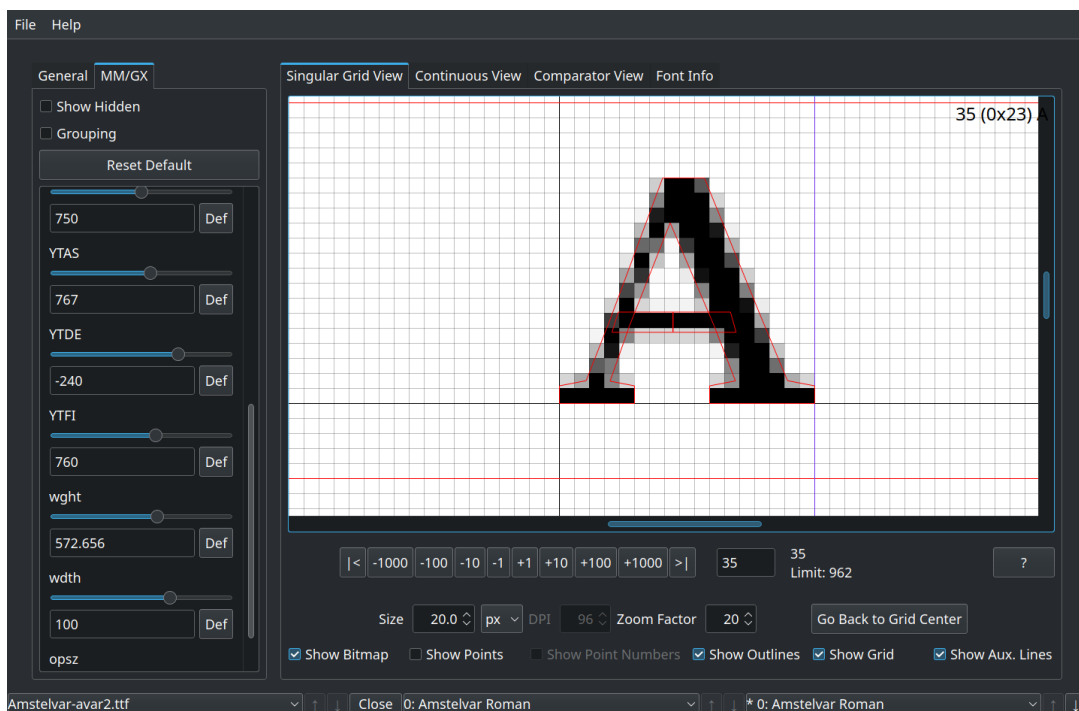 File Help
General MM/GX
Show Hidden
Grouping
Reset Default
750 Def
YTAS
767 Def
YTDE
-240 Def
YTFI
760 Def
wght
572.656 Def
wdth
100 Def
opsz
Singular Grid View Continuous View Comparator View Font Info
35 (0x23) A
A
|< -1000 -100 -10 -1 +1 +10 +100 +1000 >| 35 35 ?
Limit: 962
Size 20.0 px DPI 96 Zoom Factor 20 Go Back to Grid Center
Show Bitmap Show Points Show Point Numbers Show Outlines Show Grid Show Aux. Lines
Amstelvar-avar2.ttf ↑ ↓ Close 0: Amstelvar Roman ↑ ↓ * 0: Amstelvar Roman ↑ ↓